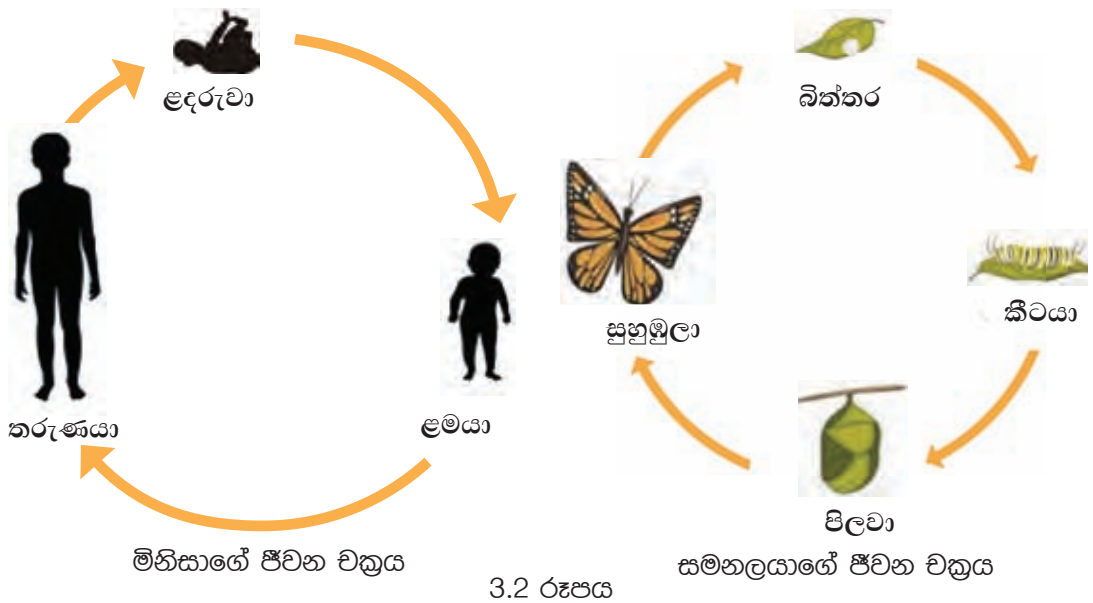 ළදරුවා
ළමයා
තරුණයා
මිනිසාගේ ජීවන චක්‍රය
බිත්තර
කීටයා
පිලවා
සුහුඹුලා
සමනලයාගේ ජීවන චක්‍රය
3.2 රූපය